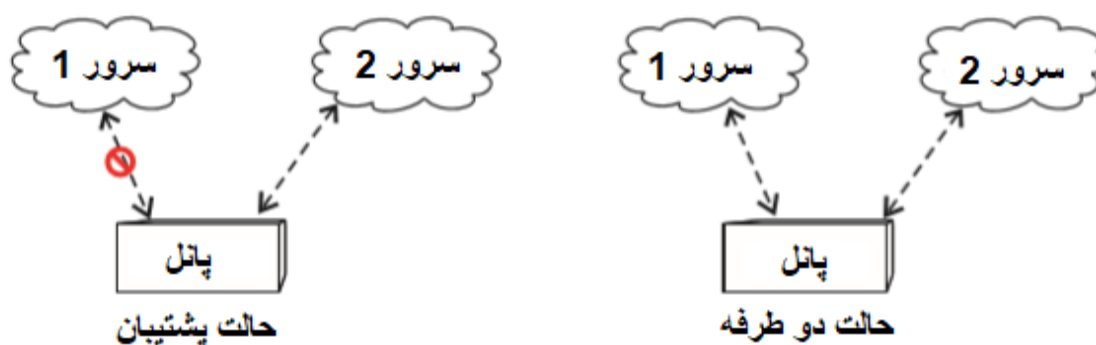 سرور 1
سرور 2
پانل
حالت پشتیبان
سرور 1
سرور 2
پانل
حالت دو طرفه